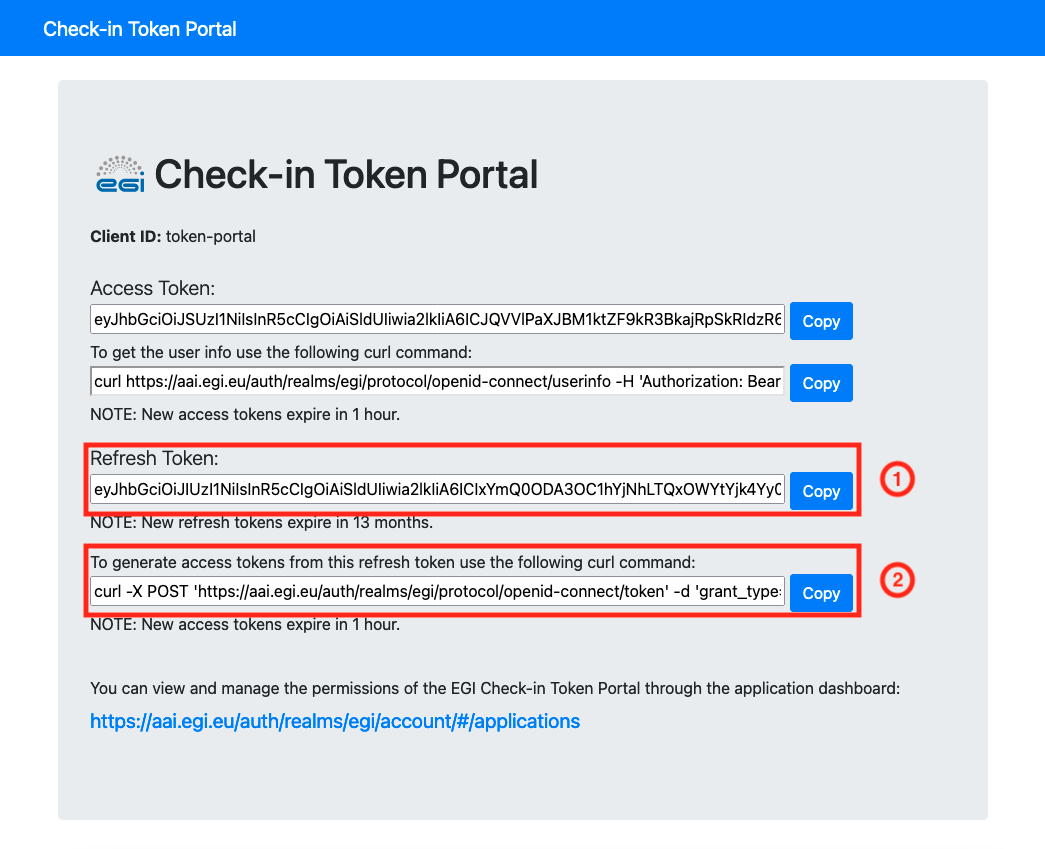 Check-in Token Portal
egi Check-in Token Portal
Client ID: token-portal
Access Token:
eyJhbGciOiJSUzI1NiIsInR5cCIgOiAiSldUIiwia2lkIiA6ICJQVVlPaXJBM1ktZF9kR3BkajRpSkRIdzR6
Copy
To get the user info use the following curl command:
curl https://aai.egi.eu/auth/realms/egi/protocol/openid-connect/userinfo -H 'Authorization: Bear
Copy
NOTE: New access tokens expire in 1 hour.
Refresh Token:
eyJhbGciOiJIUzI1NiIsInR5cCIgOiAiSldUIiwia2lkIiA6ICIxYmQ0ODA3OC1hYjNhLTQxOWYtYjk4Yy0
Copy
1
NOTE: New refresh tokens expire in 13 months.
To generate access tokens from this refresh token use the following curl command:
curl -X POST 'https://aai.egi.eu/auth/realms/egi/protocol/openid-connect/token' -d 'grant_type=
Copy
2
NOTE: New access tokens expire in 1 hour.
You can view and manage the permissions of the EGI Check-in Token Portal through the application dashboard:
https://aai.egi.eu/auth/realms/egi/account/#/applications